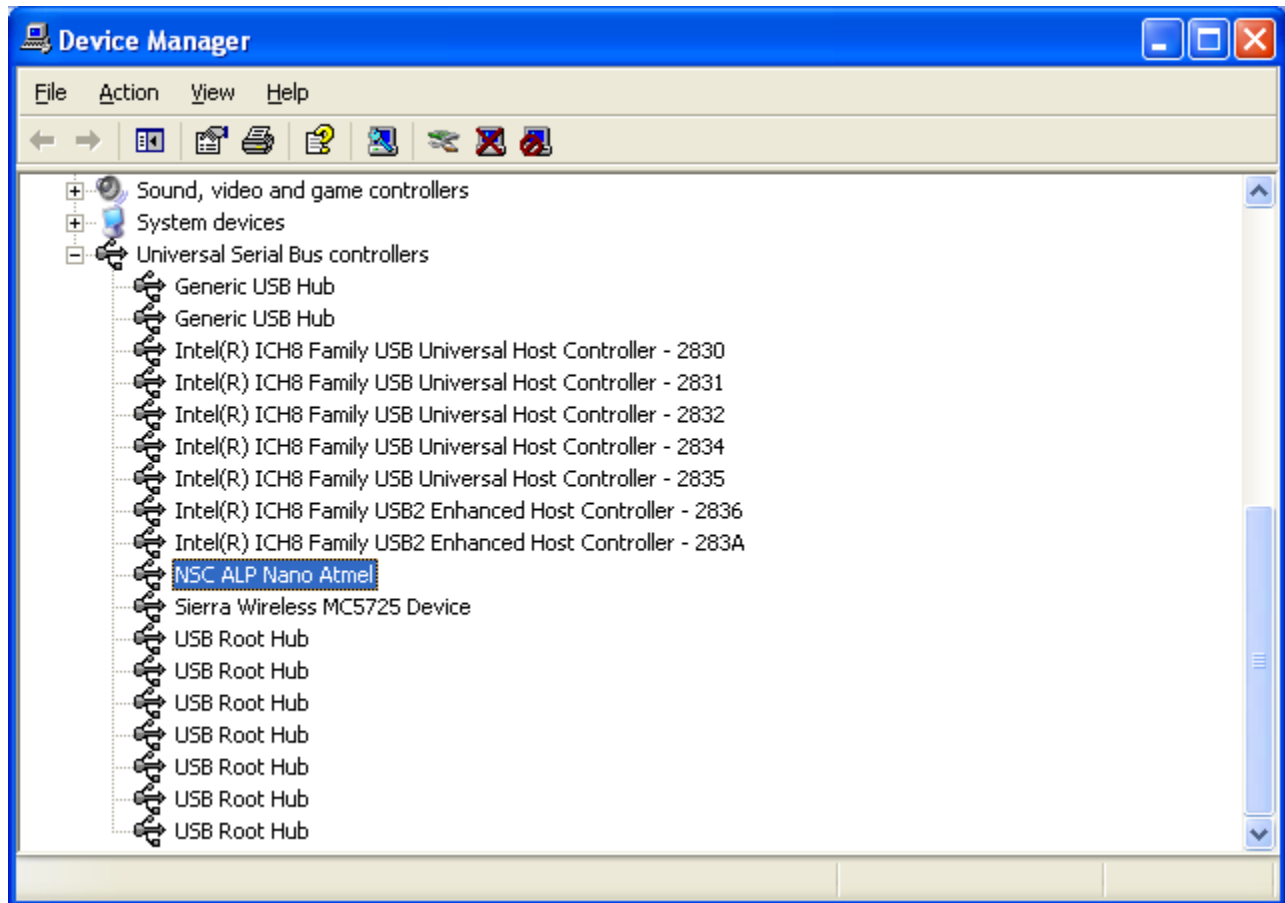 Device Manager
File Action View Help
Sound, video and game controllers
System devices
Universal Serial Bus controllers
Generic USB Hub
Generic USB Hub
Intel(R) ICH8 Family USB Universal Host Controller - 2830
Intel(R) ICH8 Family USB Universal Host Controller - 2831
Intel(R) ICH8 Family USB Universal Host Controller - 2832
Intel(R) ICH8 Family USB Universal Host Controller - 2834
Intel(R) ICH8 Family USB Universal Host Controller - 2835
Intel(R) ICH8 Family USB2 Enhanced Host Controller - 2836
Intel(R) ICH8 Family USB2 Enhanced Host Controller - 283A
NSC ALP Nano Atmel
Sierra Wireless MC5725 Device
USB Root Hub
USB Root Hub
USB Root Hub
USB Root Hub
USB Root Hub
USB Root Hub
USB Root Hub